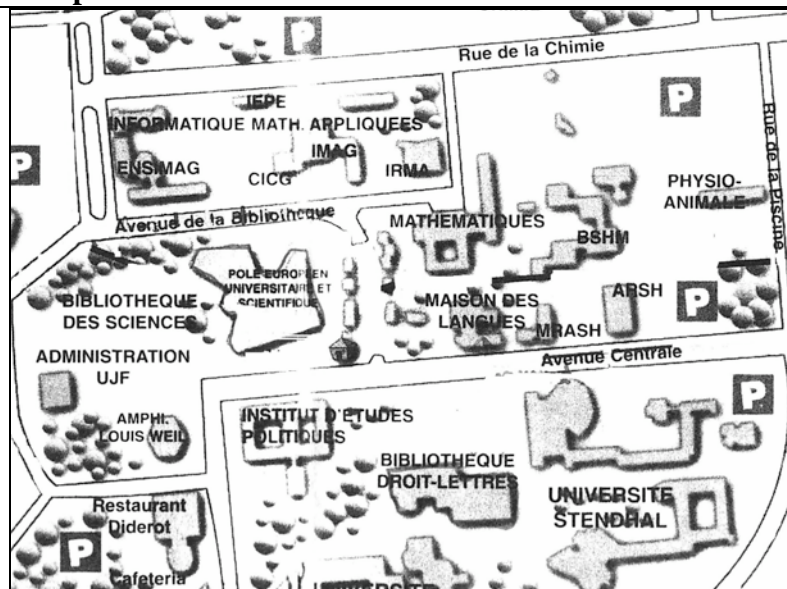 P
Rue de la Chimie
IEPE
P
INFORMATIQUE MATH. APPLIQUEES
IMAG
P
ENSIMAG
CICG
IRMA
PHYSIO-
ANIMALE
Rue de la Piscine
Avenue de la Bibliotheque
MATHEMATIQUES
BSHM
POLE EUROPEEN
UNIVERSITAIRE ET
SCIENTIFIQUE
BIBLIOTHEQUE
DES SCIENCES
MAISON DES
LANGUES
ARSH
P
MRASH
ADMINISTRATION
UJF
Avenue Centrale
P
AMPHI.
LOUIS WEIL
INSTITUT D'ETUDES
POLITIQUES
BIBLIOTHEQUE
DROIT-LETTRES
UNIVERSITE
STENDHAL
Restaurant
Diderot
P
Cafeteria
UNIVERSITE